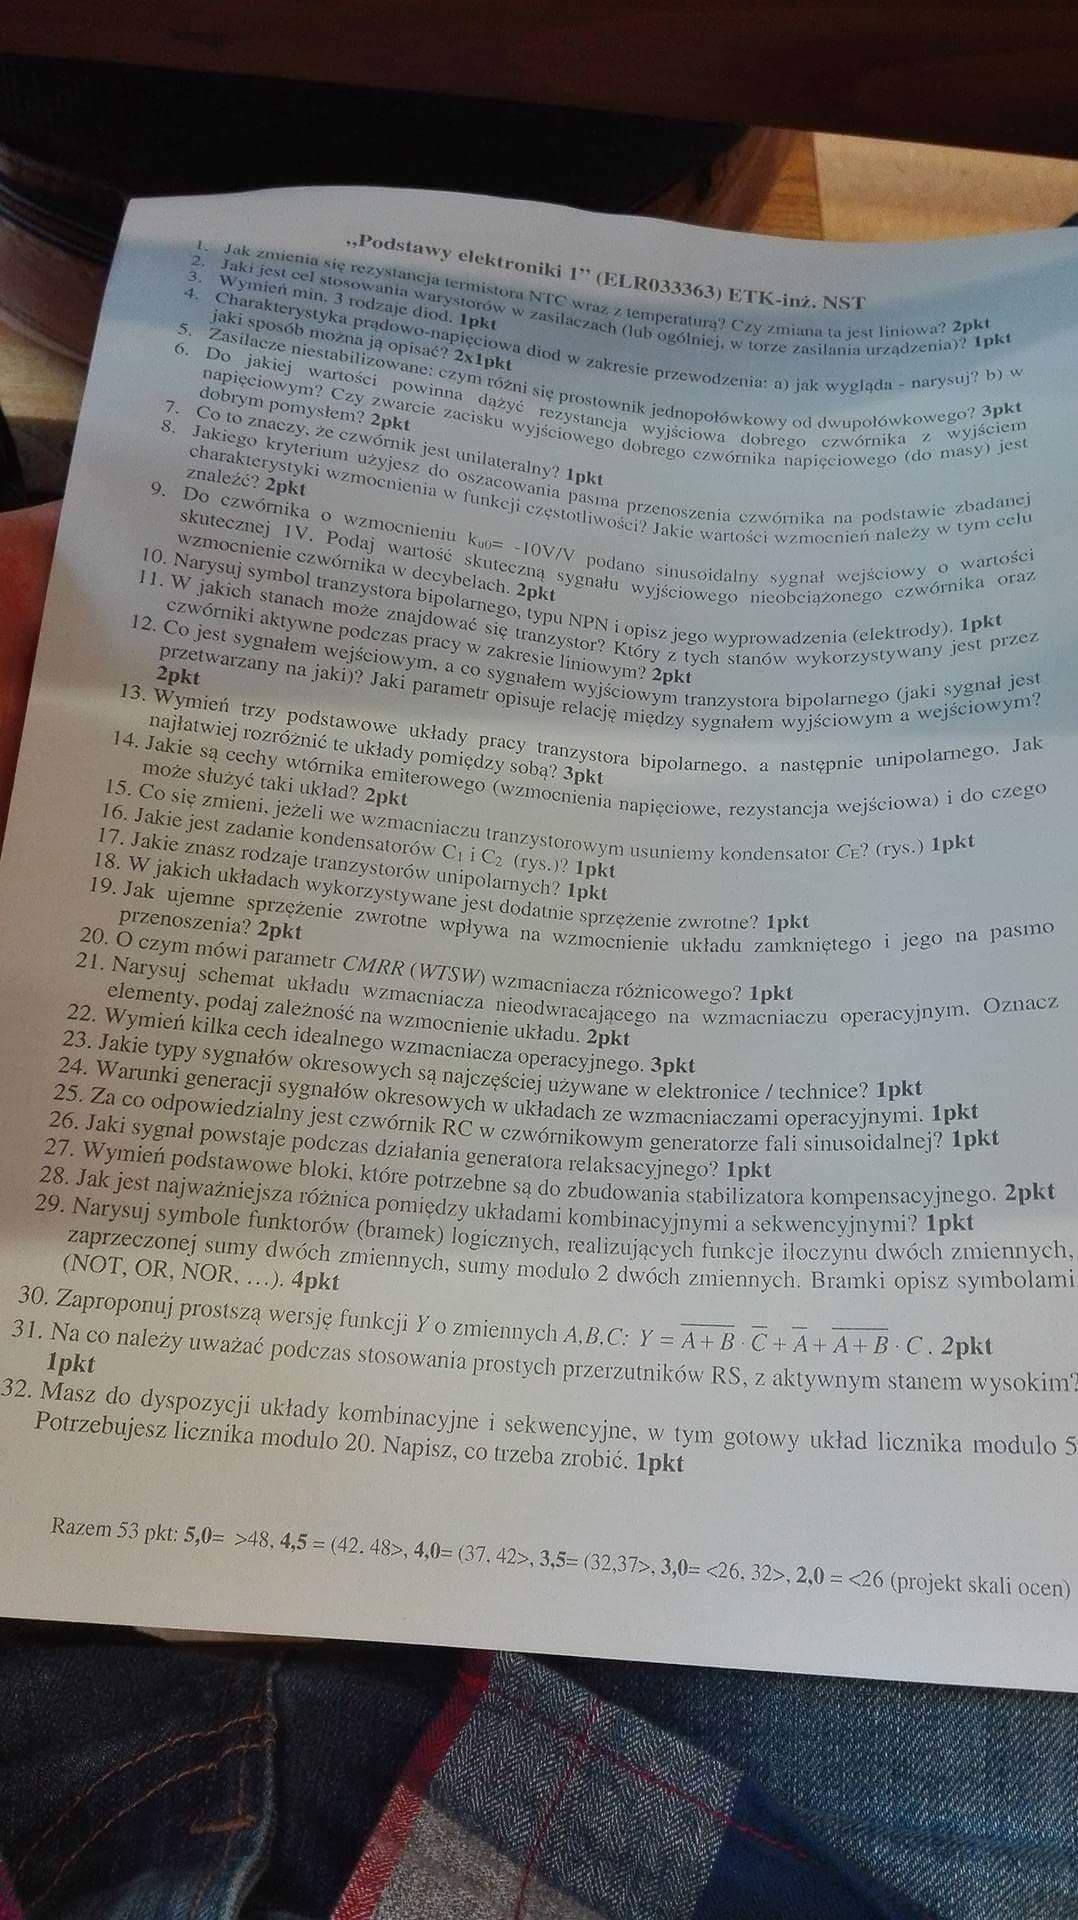 „Podstawy elektroniki 1” (ELR033363) ETK-inż. NST
1. Jak zmienia się rezystancja termistora NTC wraz z temperaturą? Czy zmiana ta jest liniowa? 2pkt
2. Jaki jest cel stosowania warystorów w zasilaczach (lub ogólniej, w torze zasilania urządzenia)? 1pkt
3. Wymień min. 3 rodzaje diod. 1pkt
4. Charakterystyka prądowo-napięciowa diod w zakresie przewodzenia: a) jak wygląda - narysuj? b) w
jaki sposób można ją opisać? 2x1pkt
5. Zasilacze niestabilizowane: czym różni się prostownik jednopołówkowy od dwupołówkowego? 3pkt
6. Do jakiej wartości powinna dążyć rezystancja wyjściowa dobrego czwórnika z wyjściem
napięciowym? Czy zwarcie zacisku wyjściowego dobrego czwórnika napięciowego (do masy) jest
dobrym pomysłem? 2pkt
7. Co to znaczy, że czwórnik jest unilateralny? 1pkt
8. Jakiego kryterium użyjesz do oszacowania pasma przenoszenia czwórnika na podstawie zbadanej
charakterystyki wzmocnienia w funkcji częstotliwości? Jakie wartości wzmocnień należy w tym celu
znaleźć? 2pkt
9. Do czwórnika o wzmocnieniu kᵤ₀= -10V/V podano sinusoidalny sygnał wejściowy o wartości
skutecznej 1V. Podaj wartość skuteczną sygnału wyjściowego nieobciążonego czwórnika oraz
wzmocnienie czwórnika w decybelach. 2pkt
10. Narysuj symbol tranzystora bipolarnego, typu NPN i opisz jego wyprowadzenia (elektrody). 1pkt
11. W jakich stanach może znajdować się tranzystor? Który z tych stanów wykorzystywany jest przez
czwórniki aktywne podczas pracy w zakresie liniowym? 2pkt
12. Co jest sygnałem wejściowym, a co sygnałem wyjściowym tranzystora bipolarnego (jaki sygnał jest
przetwarzany na jaki)? Jaki parametr opisuje relację między sygnałem wyjściowym a wejściowym?
2pkt
13. Wymień trzy podstawowe układy pracy tranzystora bipolarnego, a następnie unipolarnego. Jak
najłatwiej rozróżnić te układy pomiędzy sobą? 3pkt
14. Jakie są cechy wtórnika emiterowego (wzmocnienia napięciowe, rezystancja wejściowa) i do czego
może służyć taki układ? 2pkt
15. Co się zmieni, jeżeli we wzmacniaczu tranzystorowym usuniemy kondensator CE? (rys.) 1pkt
16. Jakie jest zadanie kondensatorów C₁ i C₂ (rys.)? 1pkt
17. Jakie znasz rodzaje tranzystorów unipolarnych? 1pkt
18. W jakich układach wykorzystywane jest dodatnie sprzężenie zwrotne? 1pkt
19. Jak ujemne sprzężenie zwrotne wpływa na wzmocnienie układu zamkniętego i jego na pasmo
przenoszenia? 2pkt
20. O czym mówi parametr CMRR (WTSW) wzmacniacza różnicowego? 1pkt
21. Narysuj schemat układu wzmacniacza nieodwracającego na wzmacniaczu operacyjnym. Oznacz
elementy, podaj zależność na wzmocnienie układu. 2pkt
22. Wymień kilka cech idealnego wzmacniacza operacyjnego. 3pkt
23. Jakie typy sygnałów okresowych są najczęściej używane w elektronice / technice? 1pkt
24. Warunki generacji sygnałów okresowych w układach ze wzmacniaczami operacyjnymi. 1pkt
25. Za co odpowiedzialny jest czwórnik RC w czwórnikowym generatorze fali sinusoidalnej? 1pkt
26. Jaki sygnał powstaje podczas działania generatora relaksacyjnego? 1pkt
27. Wymień podstawowe bloki, które potrzebne są do zbudowania stabilizatora kompensacyjnego. 2pkt
28. Jak jest najważniejsza różnica pomiędzy układami kombinacyjnymi a sekwencyjnymi? 1pkt
29. Narysuj symbole funktorów (bramek) logicznych, realizujących funkcje iloczynu dwóch zmiennych,
zaprzeczonej sumy dwóch zmiennych, sumy modulo 2 dwóch zmiennych. Bramki opisz symbolami
(NOT, OR, NOR, …). 4pkt
30. Zaproponuj prostszą wersję funkcji Y o zmiennych A,B,C: Y = \overline{A+B} · \overline{C} + \overline{A} + \overline{A+B} · C . 2pkt
31. Na co należy uważać podczas stosowania prostych przerzutników RS, z aktywnym stanem wysokim?
1pkt
32. Masz do dyspozycji układy kombinacyjne i sekwencyjne, w tym gotowy układ licznika modulo 5
Potrzebujesz licznika modulo 20. Napisz, co trzeba zrobić. 1pkt
Razem 53 pkt: 5,0= >48, 4,5 = (42. 48>, 4,0= (37. 42>, 3,5= (32,37>, 3,0= <26, 32>, 2,0 = <26 (projekt skali ocen)